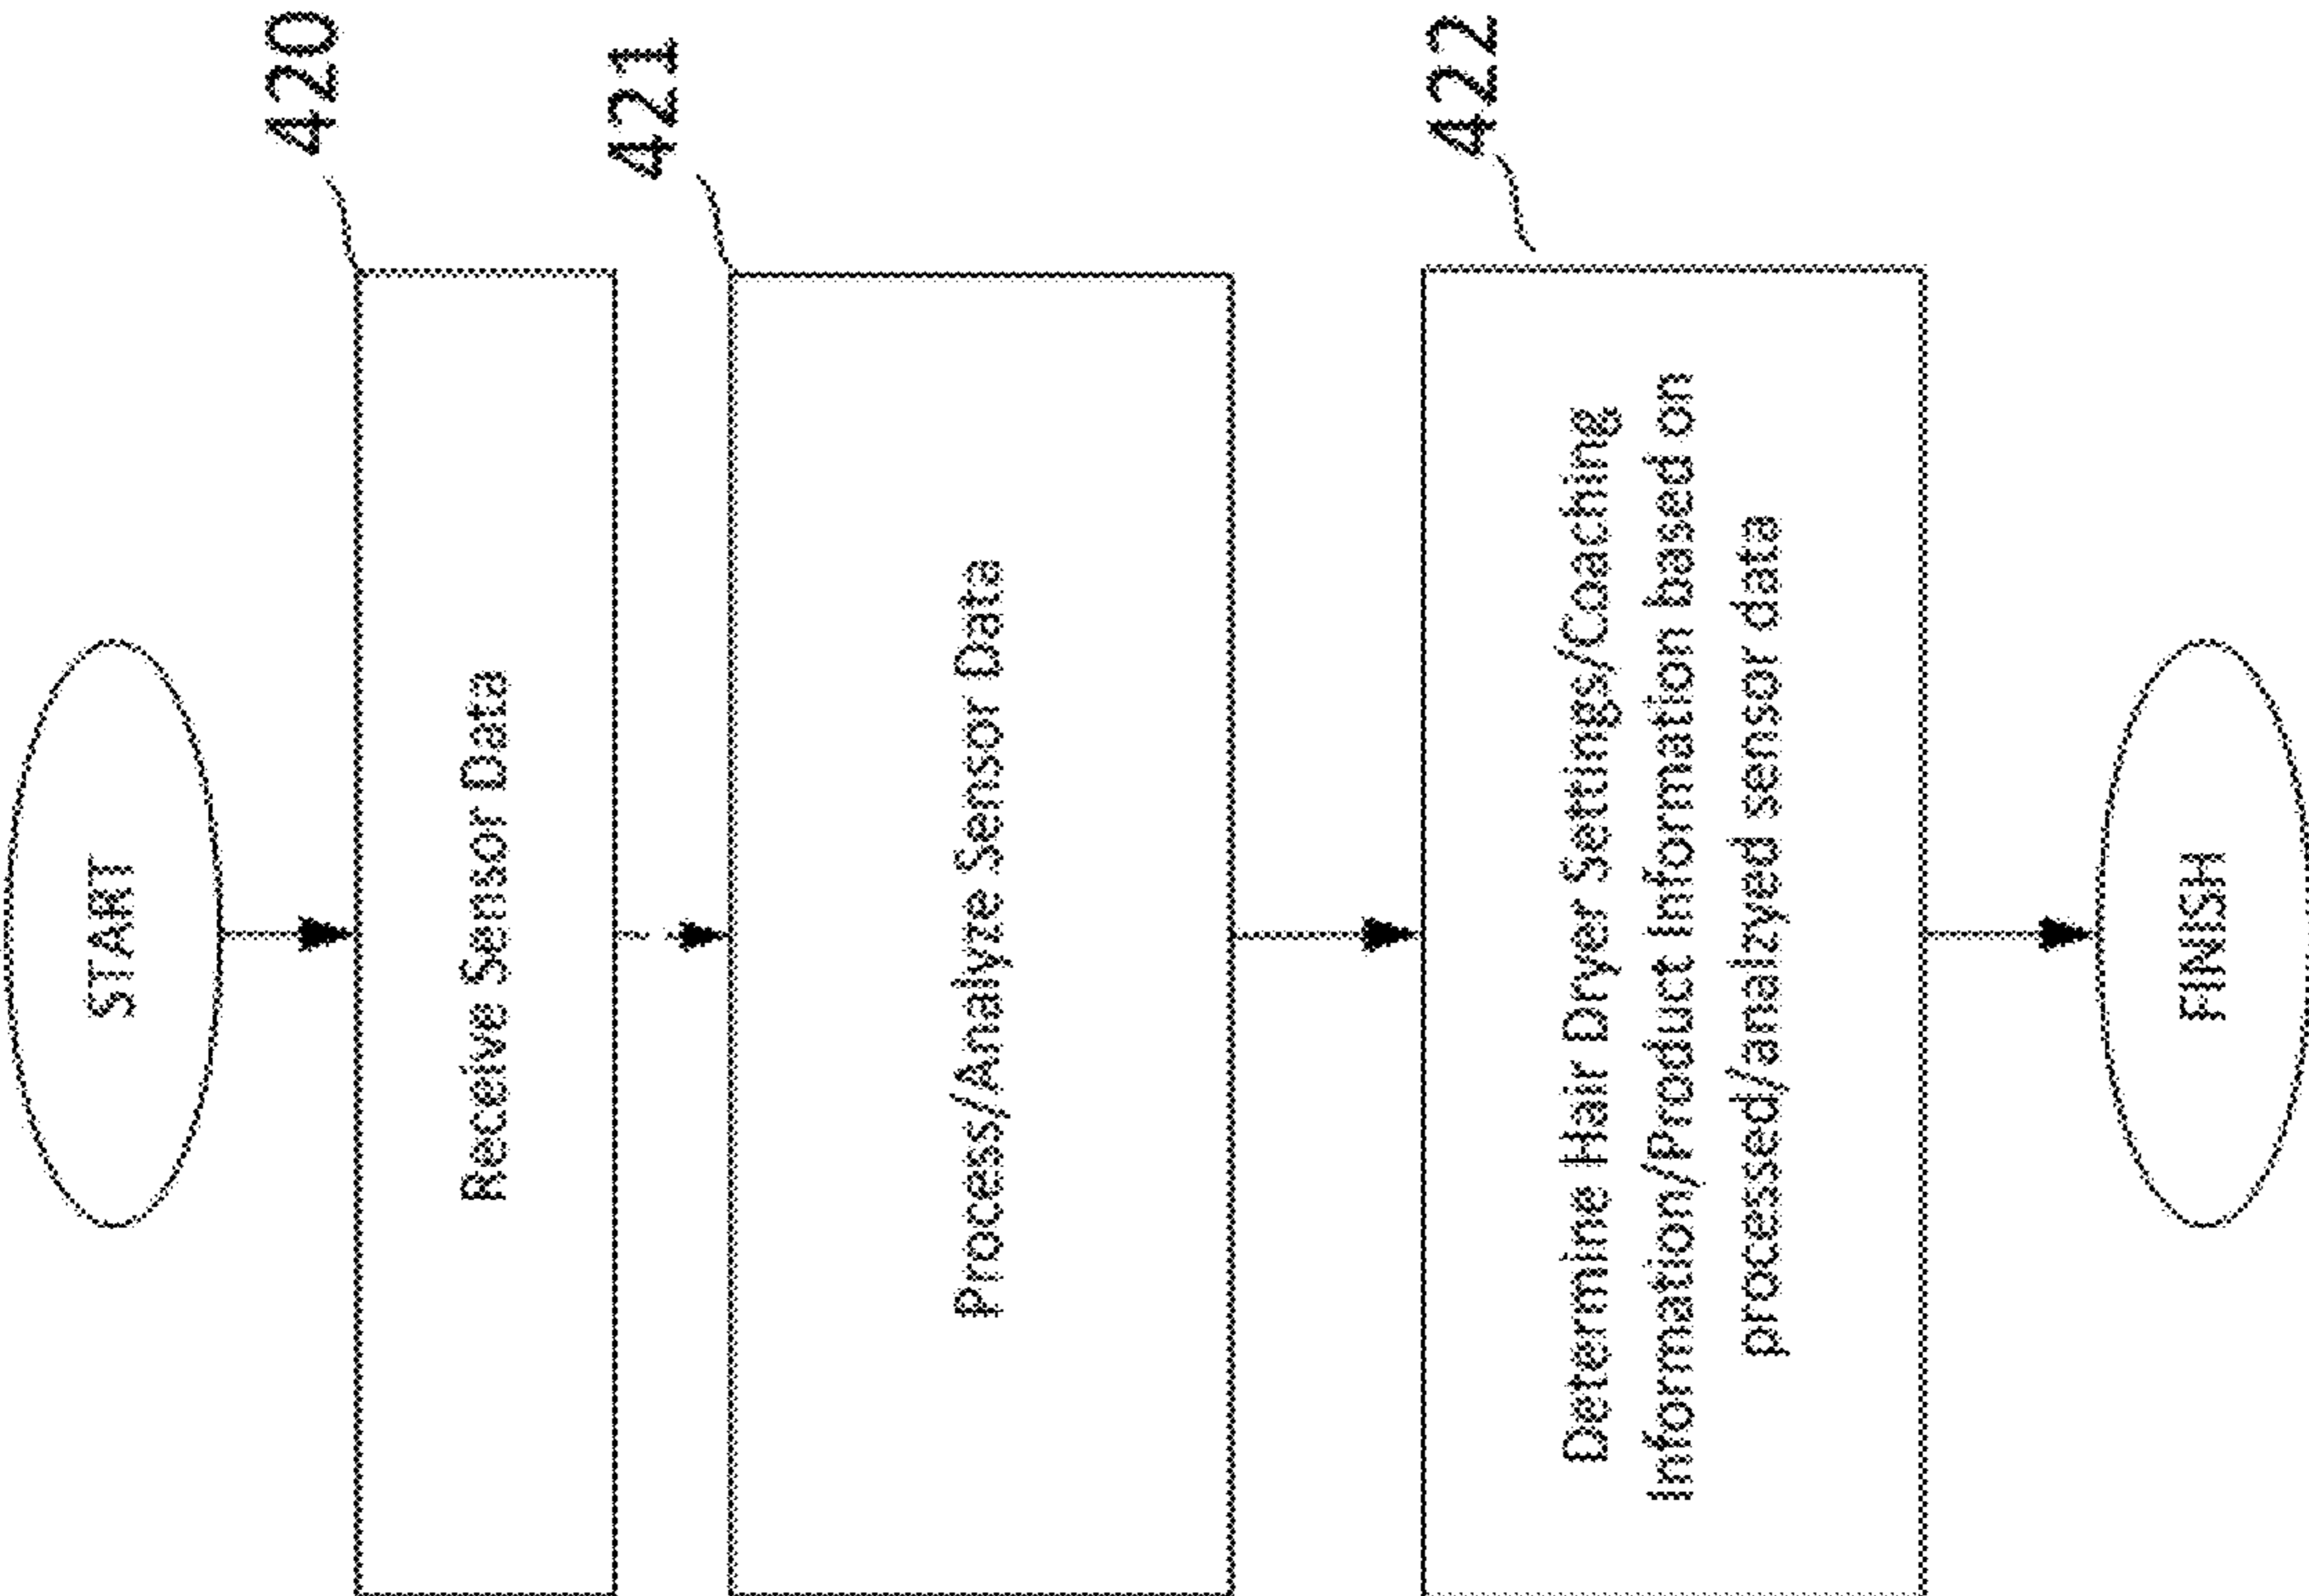 START
420
Receive Sensor Data
421
Process/Analyze Sensor Data
422
Determine Hair Dryer Settings/Coaching
Information/Product Information based on
processed/analzyed sensor data
FINISH